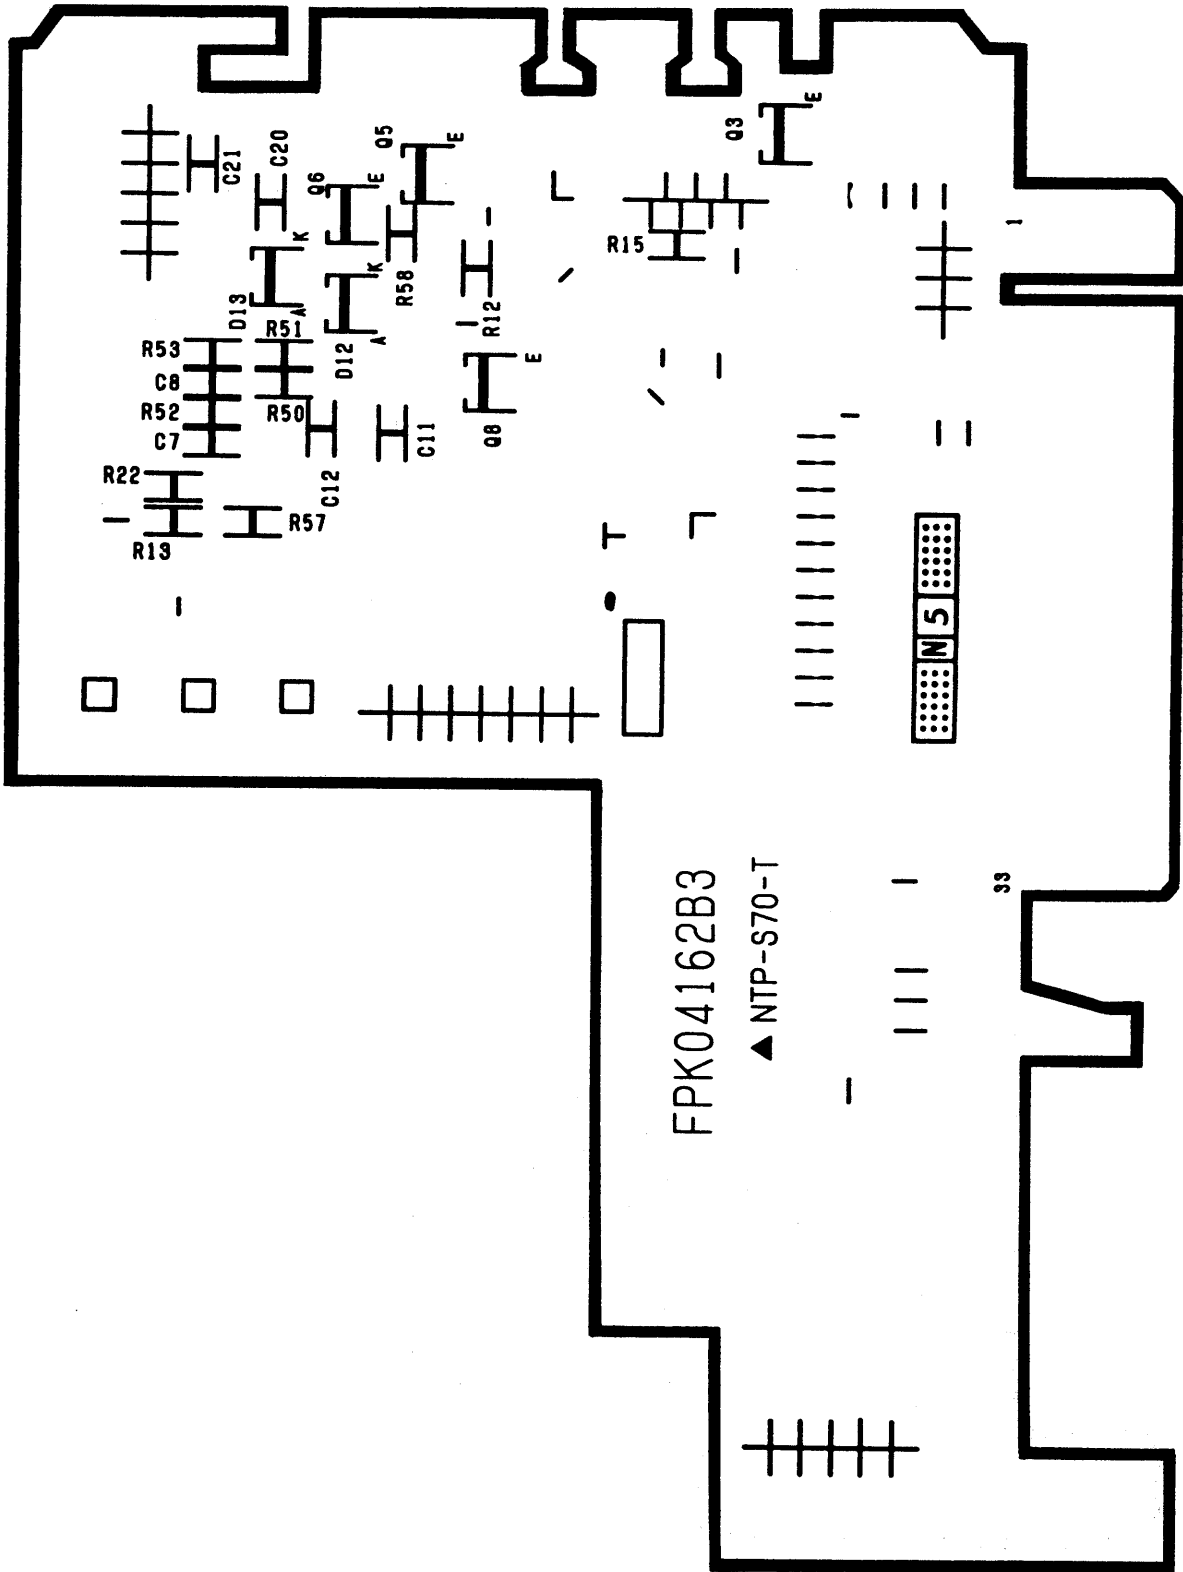 C21
C20
Q5
E
Q3
E
Q6
E
R15
1
K
D13
A
K
D12
A
R58
R12
R53
R51
C8
R52
R50
C7
C12
C11
E
Q8
R22
R13
R57
N 5
33
FPK04162B3
▲ NTP-S70-T